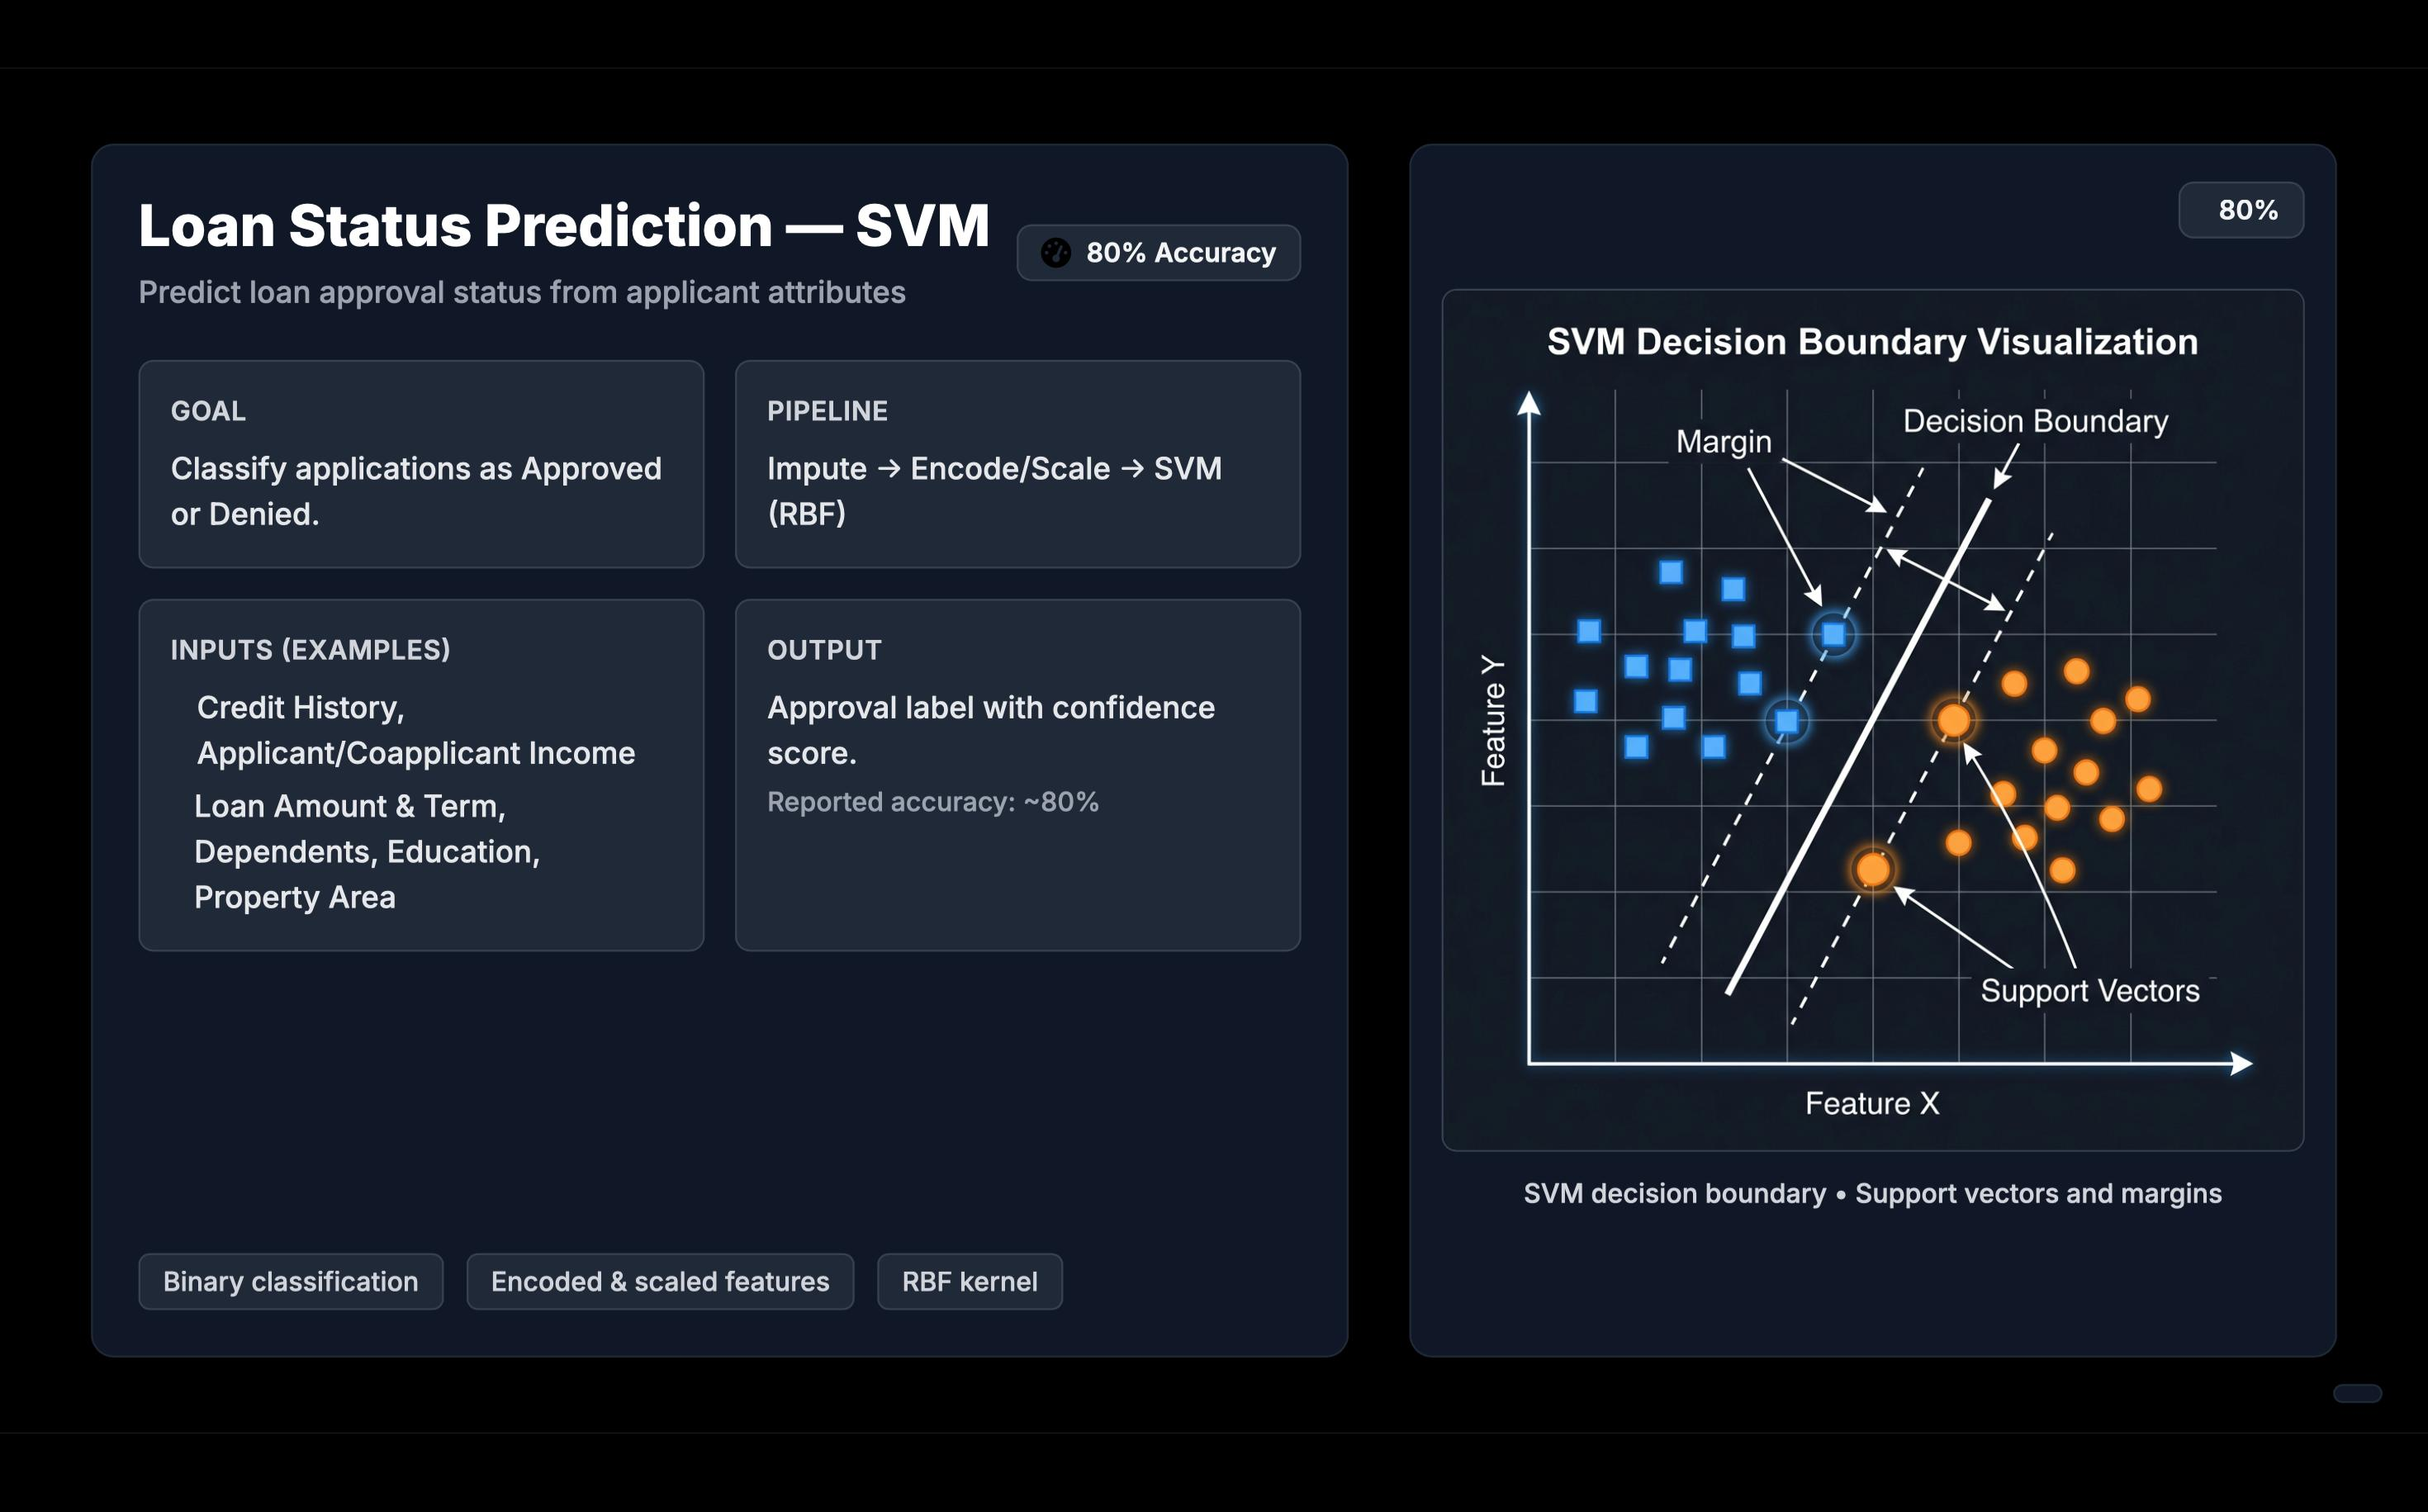 Loan Status Prediction — SVM
80% Accuracy
Predict loan approval status from applicant attributes
GOAL
Classify applications as Approved
or Denied.
PIPELINE
Impute → Encode/Scale → SVM
(RBF)
INPUTS (EXAMPLES)
Credit History,
Applicant/Coapplicant Income
Loan Amount & Term,
Dependents, Education,
Property Area
OUTPUT
Approval label with confidence
score.
Reported accuracy: ~80%
Binary classification
Encoded & scaled features
RBF kernel
80%
SVM Decision Boundary Visualization
Decision Boundary
Margin
Feature Y
Support Vectors
Feature X
SVM decision boundary • Support vectors and margins